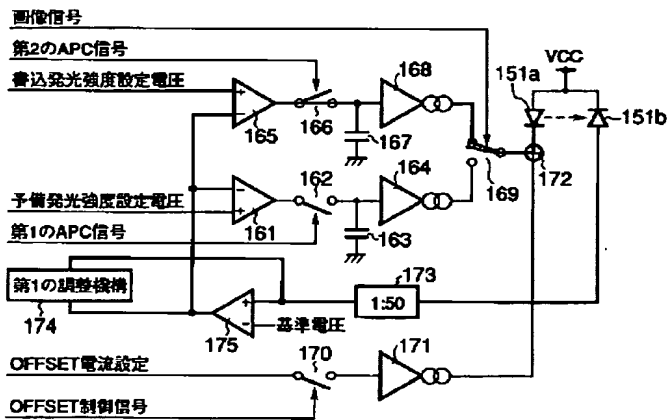 画像信号
第2のAPC信号
書込発光強度設定電圧
VCC
151a
151b
168
165
166
167
169
172
162
164
予備発光強度設定電圧
161
第1のAPC信号
163
173
第1の調整機構
1:50
174
175
基準電圧
170
171
OFFSET電流設定
OFFSET制御信号